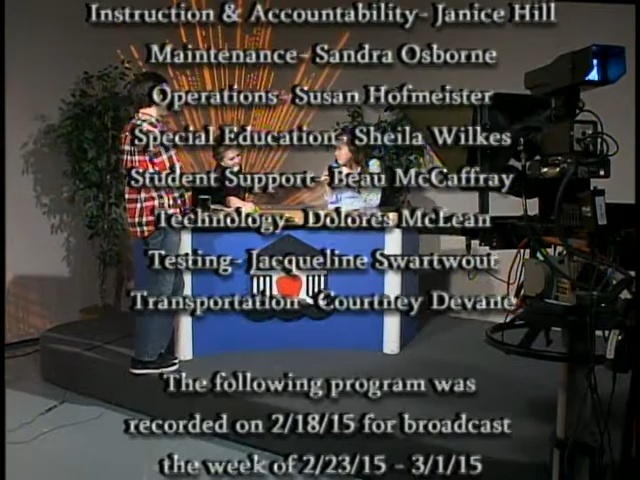 Instruction & Accountability- Janice Hill
Maintenance- Sandra Osborne
Operations- Susan Hofmeister
Special Education- Sheila Wilkes
Student Support- Beau McCaffray
Technology- Dolores McLean
Testing- Jacqueline Swartwout
Transportation- Courtney Devane
The following program was
recorded on 2/18/15 for broadcast
the week of 2/23/15 - 3/1/15